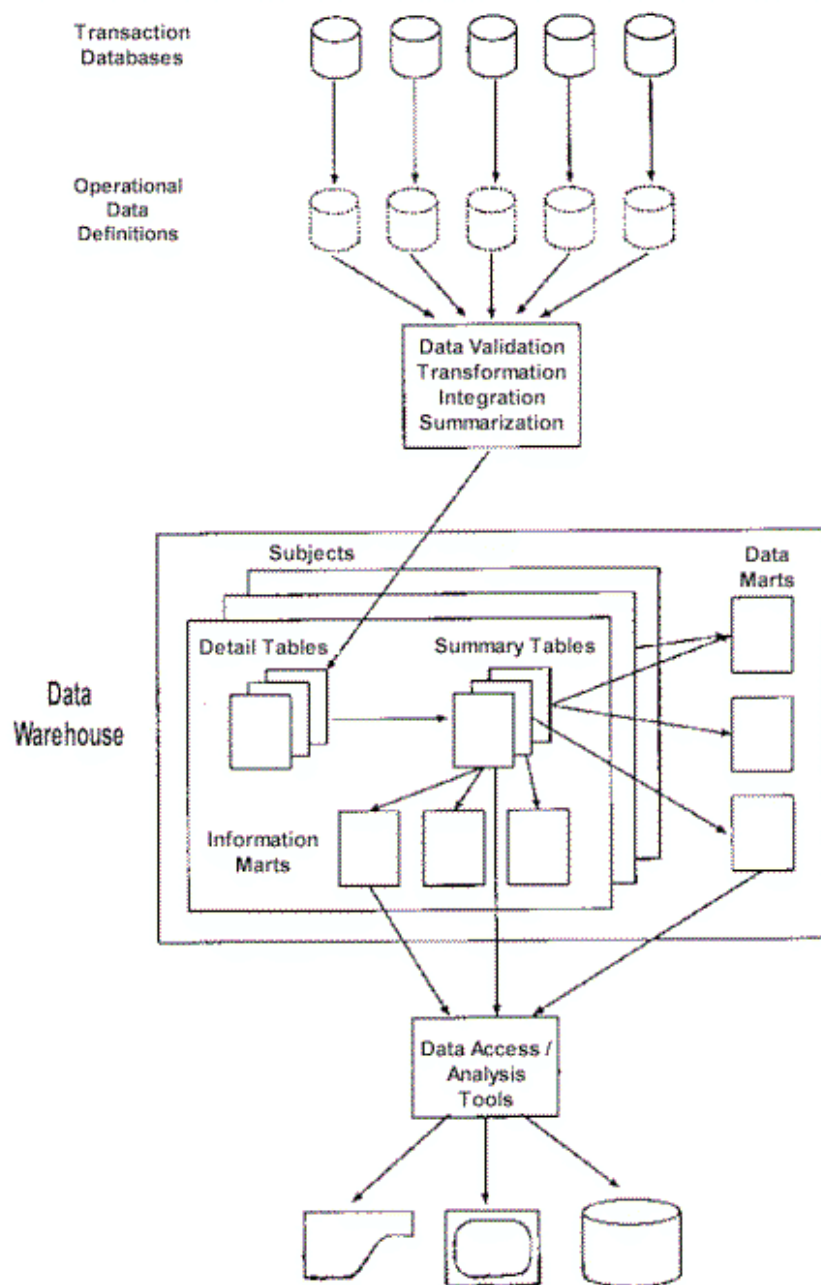 Transaction
Databases
Operational
Data
Definitions
Data Validation
Transformation
Integration
Summarization
Subjects
Data
Marts
Detail Tables
Summary Tables
Data
Warehouse
Information
Marts
Data Access /
Analysis
Tools